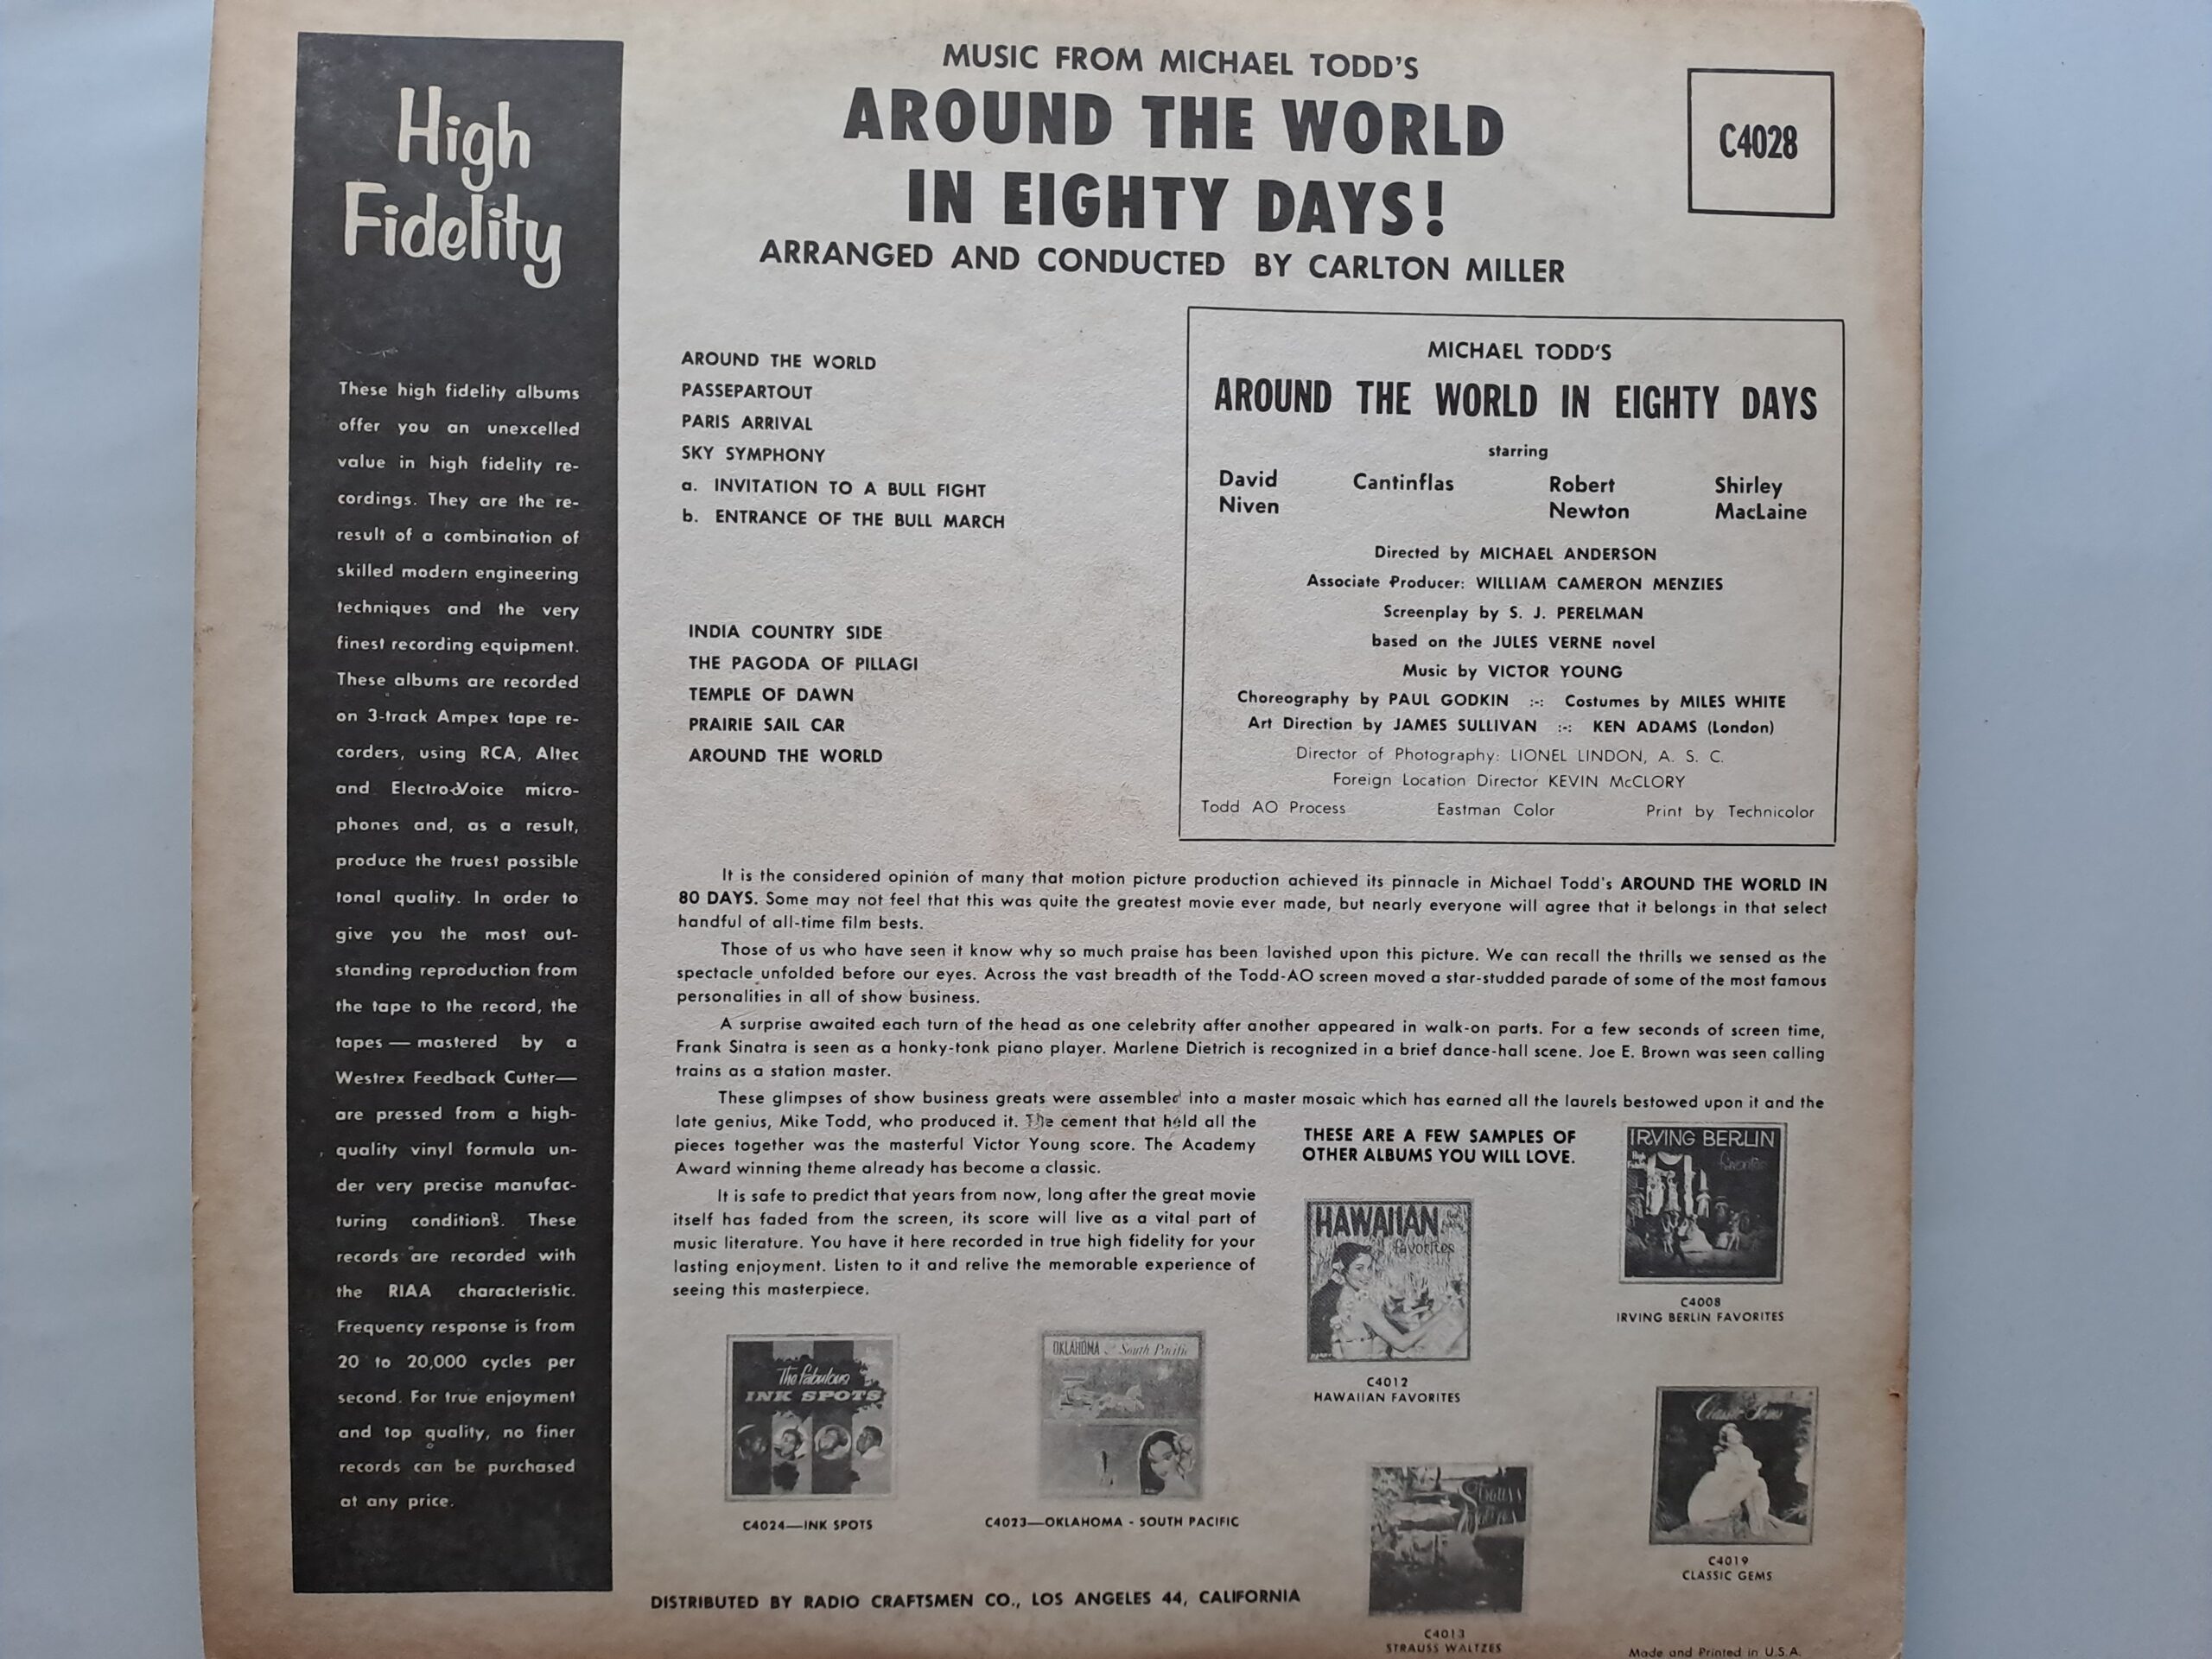 High
Fidelity
These high fidelity albums
offer you an unexcelled
value in high fidelity re-
cordings. They are the re-
result of a combination of
skilled modern engineering
techniques and the very
finest recording equipment.
These albums are recorded
on 3-track Ampex tape re-
corders, using RCA, Altec
and Electro-Voice micro-
phones and, as a result,
produce the truest possible
tonal quality. In order to
give you the most out-
standing reproduction from
the tape to the record, the
tapes — mastered by a
Westrex Feedback Cutter—
are pressed from a high-
quality vinyl formula un-
der very precise manufac-
turing conditions. These
records are recorded with
the RIAA characteristic.
Frequency response is from
20 to 20,000 cycles per
second. For true enjoyment
and top quality, no finer
records can be purchased
at any price.
MUSIC FROM MICHAEL TODD'S
AROUND THE WORLD
IN EIGHTY DAYS!
ARRANGED AND CONDUCTED BY CARLTON MILLER
C4028
AROUND THE WORLD
PASSEPARTOUT
PARIS ARRIVAL
SKY SYMPHONY
a. INVITATION TO A BULL FIGHT
b. ENTRANCE OF THE BULL MARCH
INDIA COUNTRY SIDE
THE PAGODA OF PILLAGI
TEMPLE OF DAWN
PRAIRIE SAIL CAR
AROUND THE WORLD
MICHAEL TODD'S
AROUND THE WORLD IN EIGHTY DAYS
starring
David Cantinflas Robert Shirley
Niven Newton MacLaine
Directed by MICHAEL ANDERSON
Associate Producer: WILLIAM CAMERON MENZIES
Screenplay by S. J. PERELMAN
based on the JULES VERNE novel
Music by VICTOR YOUNG
Choreography by PAUL GODKIN :-: Costumes by MILES WHITE
Art Direction by JAMES SULLIVAN :-: KEN ADAMS (London)
Director of Photography: LIONEL LINDON, A. S. C.
Foreign Location Director KEVIN McCLORY
Todd AO Process Eastman Color Print by Technicolor
It is the considered opinion of many that motion picture production achieved its pinnacle in Michael Todd's AROUND THE WORLD IN
80 DAYS. Some may not feel that this was quite the greatest movie ever made, but nearly everyone will agree that it belongs in that select
handful of all-time film bests.
Those of us who have seen it know why so much praise has been lavished upon this picture. We can recall the thrills we sensed as the
spectacle unfolded before our eyes. Across the vast breadth of the Todd-AO screen moved a star-studded parade of some of the most famous
personalities in all of show business.
A surprise awaited each turn of the head as one celebrity after another appeared in walk-on parts. For a few seconds of screen time,
Frank Sinatra is seen as a honky-tonk piano player. Marlene Dietrich is recognized in a brief dance-hall scene. Joe E. Brown was seen calling
trains as a station master.
These glimpses of show business greats were assembled into a master mosaic which has earned all the laurels bestowed upon it and the
late genius, Mike Todd, who produced it. The cement that held all the
pieces together was the masterful Victor Young score. The Academy
Award winning theme already has become a classic.
It is safe to predict that years from now, long after the great movie
itself has faded from the screen, its score will live as a vital part of
music literature. You have it here recorded in true high fidelity for your
lasting enjoyment. Listen to it and relive the memorable experience of
seeing this masterpiece.
THESE ARE A FEW SAMPLES OF
OTHER ALBUMS YOU WILL LOVE.
IRVING BERLIN
favorites
C4008
IRVING BERLIN FAVORITES
HAWAIIAN
favorites
C4012
HAWAIIAN FAVORITES
The fabulous
INK SPOTS
C4024—INK SPOTS
OKLAHOMA South Pacific
C4023—OKLAHOMA - SOUTH PACIFIC
Classic Gems
C4019
CLASSIC GEMS
Strauss
Waltzes
C4013
STRAUSS WALTZES
DISTRIBUTED BY RADIO CRAFTSMEN CO., LOS ANGELES 44, CALIFORNIA
Made and Printed in U.S.A.